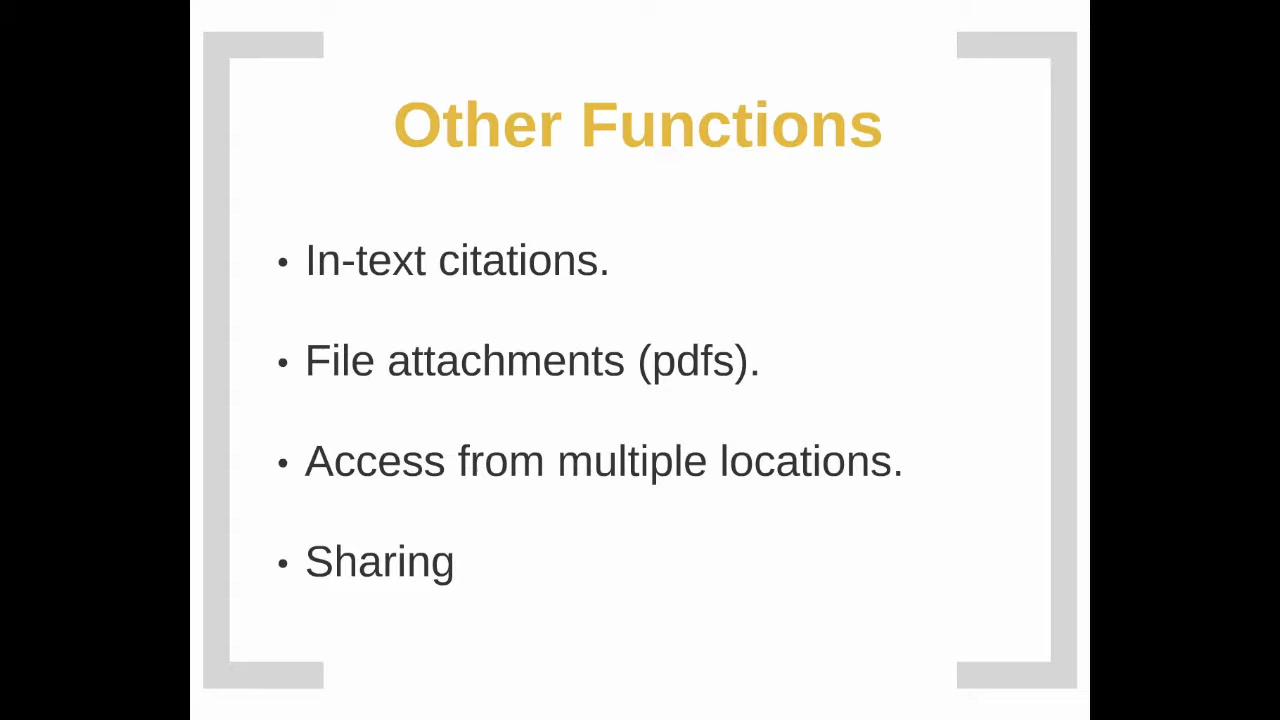 Other Functions
• In-text citations.
• File attachments (pdfs).
• Access from multiple locations.
• Sharing